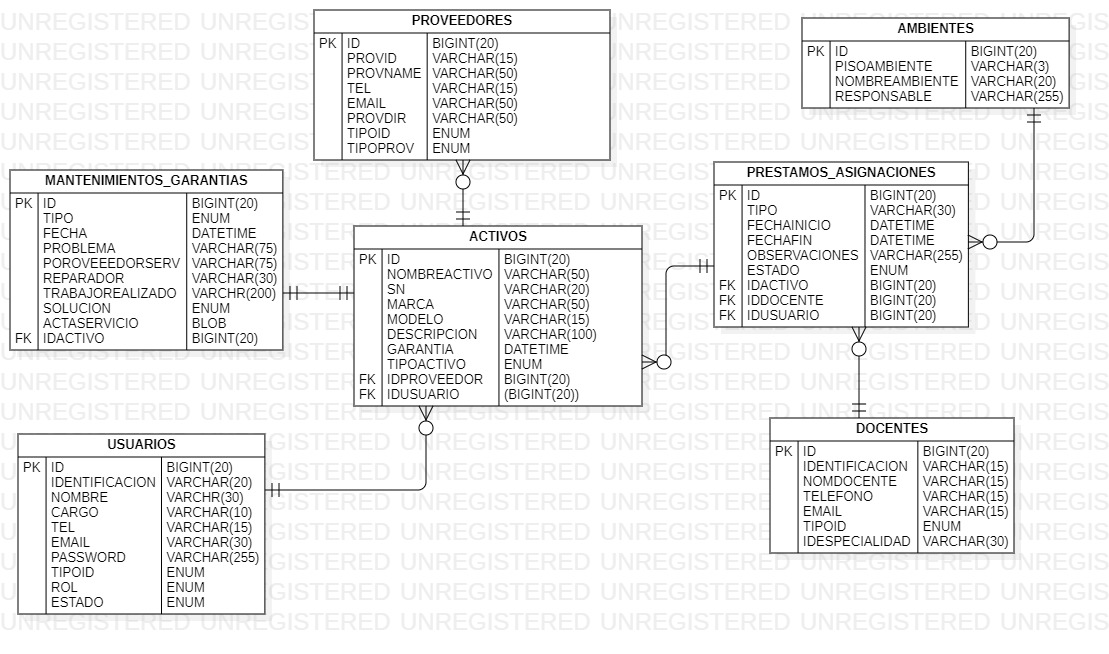 PROVEEDORES
PK ID BIGINT(20)
PROVID VARCHAR(15)
PROVNAME VARCHAR(50)
TEL VARCHAR(15)
EMAIL VARCHAR(50)
PROVDIR VARCHAR(50)
TIPOID ENUM
TIPOPROV ENUM
AMBIENTES
PK ID BIGINT(20)
PISOAMBIENTE VARCHAR(3)
NOMBREAMBIENTE VARCHAR(20)
RESPONSABLE VARCHAR(255)
MANTENIMIENTOS_GARANTIAS
PK ID BIGINT(20)
TIPO ENUM
FECHA DATETIME
PROBLEMA VARCHAR(75)
POROVEEEDORSERV VARCHAR(75)
REPARADOR VARCHAR(30)
TRABAJOREALIZADO VARCHR(200)
SOLUCION ENUM
ACTASERVICIO BLOB
FK IDACTIVO BIGINT(20)
PRESTAMOS_ASIGNACIONES
PK ID BIGINT(20)
TIPO VARCHAR(30)
FECHAINICIO DATETIME
FECHAFIN DATETIME
OBSERVACIONES VARCHAR(255)
ESTADO ENUM
FK IDACTIVO BIGINT(20)
FK IDDOCENTE BIGINT(20)
FK IDUSUARIO BIGINT(20)
ACTIVOS
PK ID BIGINT(20)
NOMBREACTIVO VARCHAR(50)
SN VARCHAR(20)
MARCA VARCHAR(50)
MODELO VARCHAR(15)
DESCRIPCION VARCHAR(100)
GARANTIA DATETIME
TIPOACTIVO ENUM
FK IDPROVEEDOR BIGINT(20)
FK IDUSUARIO (BIGINT(20))
USUARIOS
PK ID BIGINT(20)
IDENTIFICACION VARCHAR(20)
NOMBRE VARCHR(30)
CARGO VARCHAR(10)
TEL VARCHAR(15)
EMAIL VARCHAR(30)
PASSWORD VARCHAR(255)
TIPOID ENUM
ROL ENUM
ESTADO ENUM
DOCENTES
PK ID BIGINT(20)
IDENTIFICACION VARCHAR(15)
NOMDOCENTE VARCHAR(15)
TELEFONO VARCHAR(15)
EMAIL VARCHAR(15)
TIPOID ENUM
IDESPECIALIDAD VARCHAR(30)
UNREGISTERED